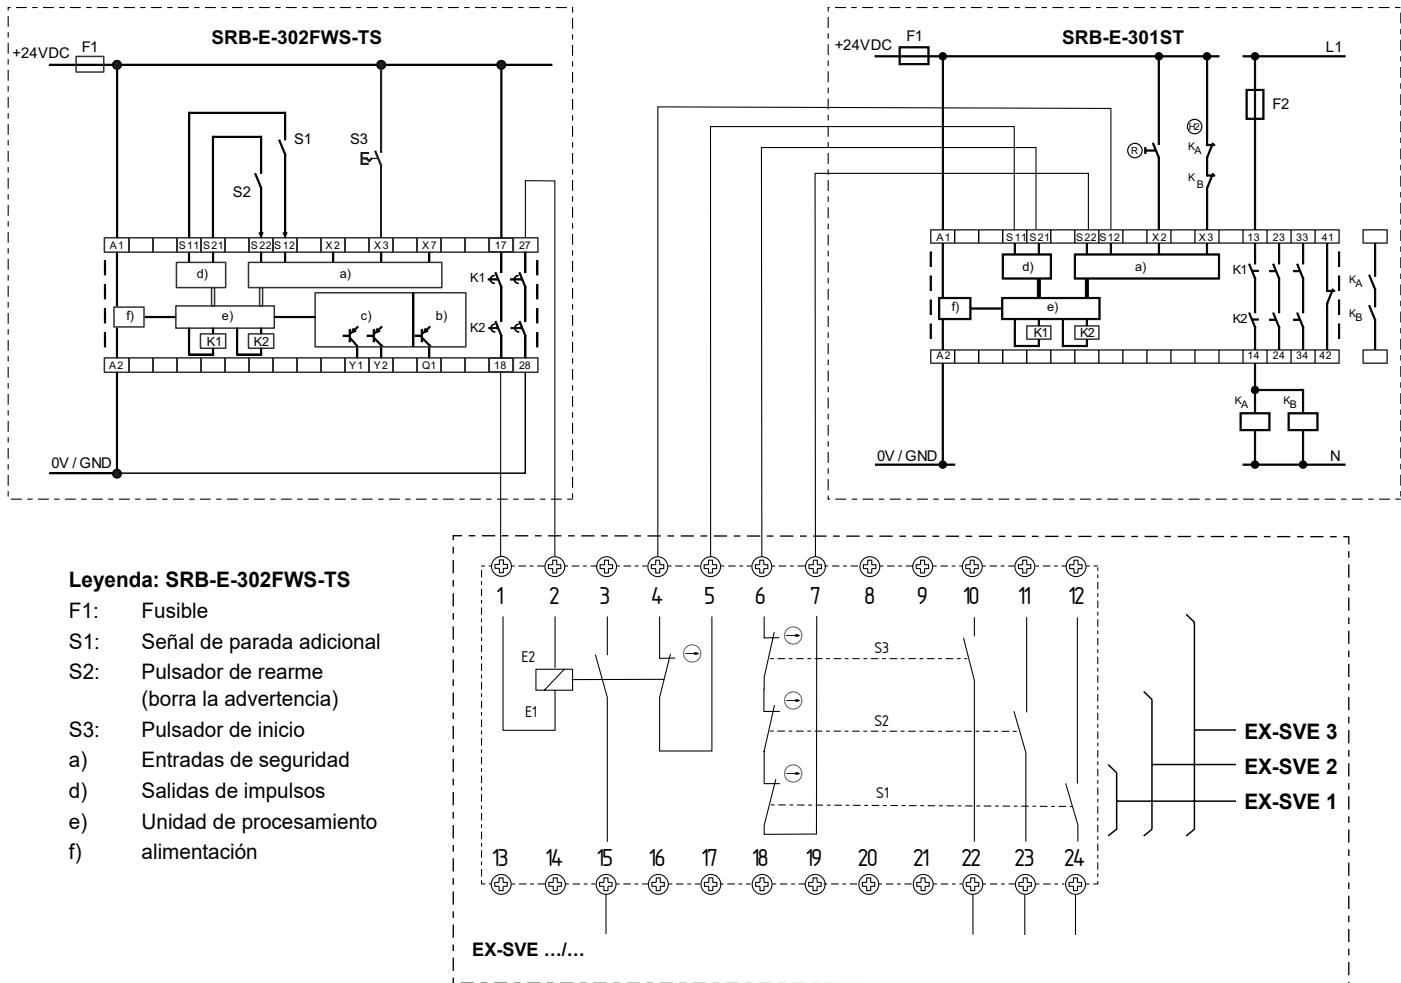 SRB-E-302FWS-TS
+24VDC F1
S1
S3
E
S2
A1 S11 S21 S22 S12 X2 X3 X7 17 27
d) a)
K1
f) e) c) b)
K2
K1 K2
A2 Y1 Y2 Q1 18 28
0V / GND
SRB-E-301ST
+24VDC F1 L1
F2
H2
R
KA
KB
A1 S11 S21 S22 S12 X2 X3 13 23 33 41
d) a)
K1
KA
f) e)
K2
KB
K1 K2
A2 14 24 34 42
KA KB
0V / GND
N
Leyenda: SRB-E-302FWS-TS
F1: Fusible
S1: Señal de parada adicional
S2: Pulsador de rearme
(borra la advertencia)
S3: Pulsador de inicio
a) Entradas de seguridad
d) Salidas de impulsos
e) Unidad de procesamiento
f) alimentación
1 2 3 4 5 6 7 8 9 10 11 12
E2
E1
S3
S2
S1
EX-SVE 3
EX-SVE 2
EX-SVE 1
13 14 15 16 17 18 19 20 21 22 23 24
EX-SVE .../...